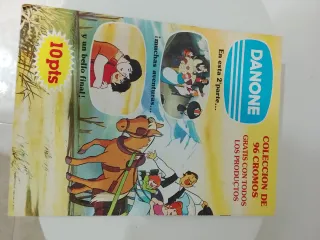 DANONE
En esta 2ª parte...
¡muchas aventuras...
y un bello final!
10 pts
COLECCION DE
96 CROMOS
GRATIS CON TODOS
LOS PRODUCTOS